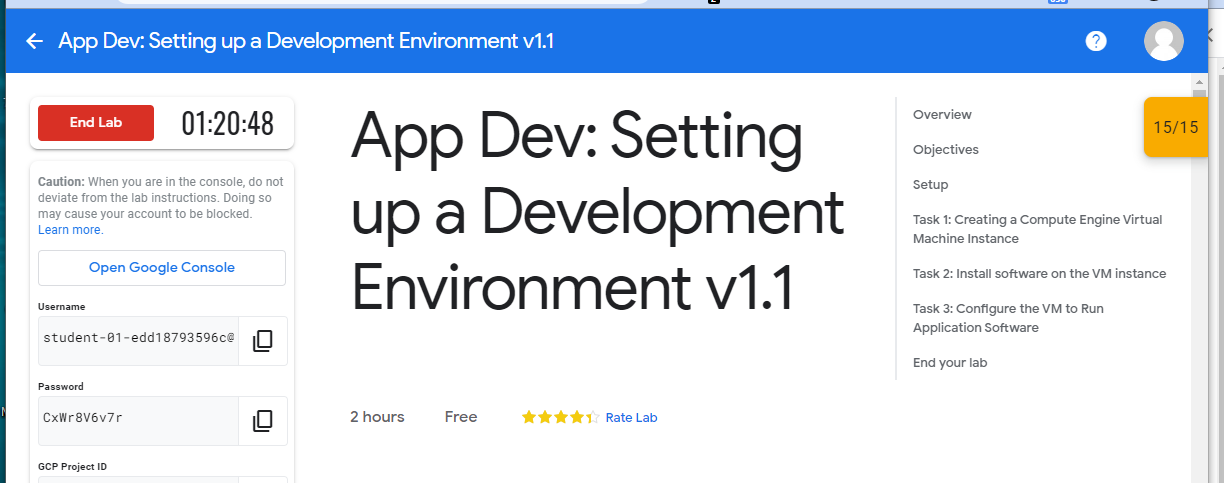 App Dev: Setting up a Development Environment v1.1
?
End Lab
01:20:48
Caution: When you are in the console, do not
deviate from the lab instructions. Doing so
may cause your account to be blocked.
Learn more.
Open Google Console
Username
student-01-edd18793596c@
Password
CxWr8V6v7r
GCP Project ID
App Dev: Setting
up a Development
Environment v1.1
2 hours
Free
Rate Lab
Overview
Objectives
Setup
Task 1: Creating a Compute Engine Virtual
Machine Instance
Task 2: Install software on the VM instance
Task 3: Configure the VM to Run
Application Software
End your lab
15/15